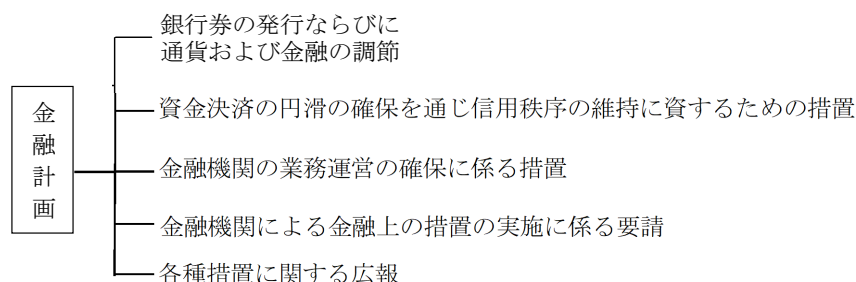 金融計画
銀行券の発行ならびに
通貨および金融の調節
資金決済の円滑の確保を通じ信用秩序の維持に資するための措置
金融機関の業務運営の確保に係る措置
金融機関による金融上の措置の実施に係る要請
各種措置に関する広報